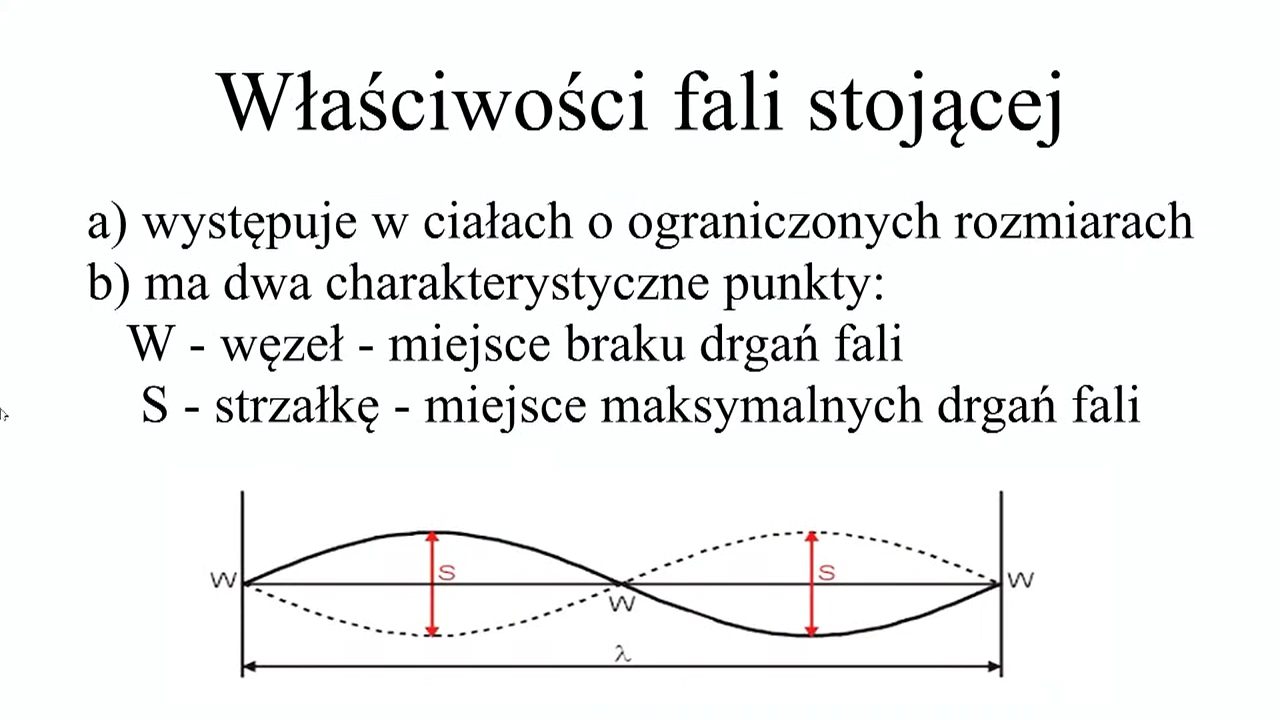 Właściwości fali stojącej
a) występuje w ciałach o ograniczonych rozmiarach
b) ma dwa charakterystyczne punkty:
W - węzeł - miejsce braku drgań fali
S - strzałkę - miejsce maksymalnych drgań fali
S S
W W W
λ